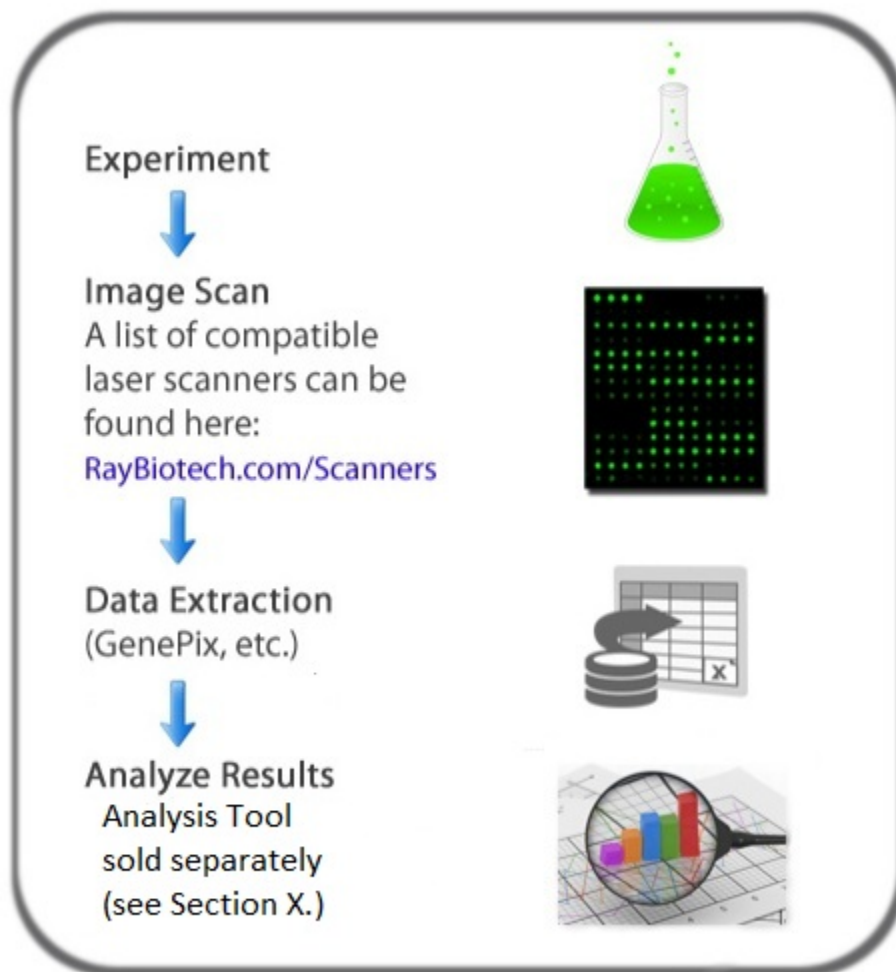 Experiment
Image Scan
A list of compatible
laser scanners can be
found here:
RayBiotech.com/Scanners
Data Extraction
(GenePix, etc.)
X
Analyze Results
Analysis Tool
sold separately
(see Section X.)